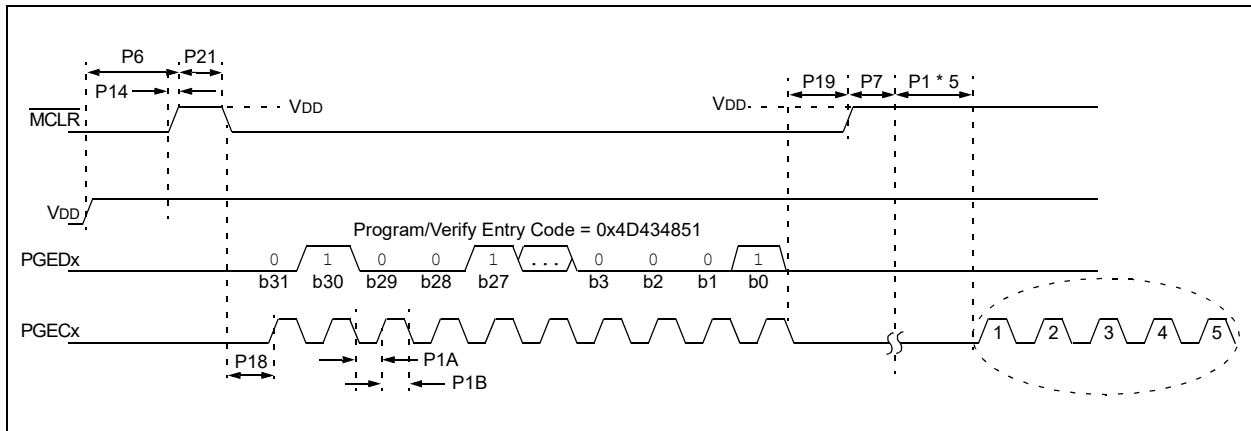 P6 P21 P19 P7 P1 * 5
P14
VDD VDD
MCLR
VDD
Program/Verify Entry Code = 0x4D434851
PGEDx 0 1 0 0 1 ... 0 0 0 1
b31 b30 b29 b28 b27 b3 b2 b1 b0
PGECx 1 2 3 4 5
P18 P1A
P1B